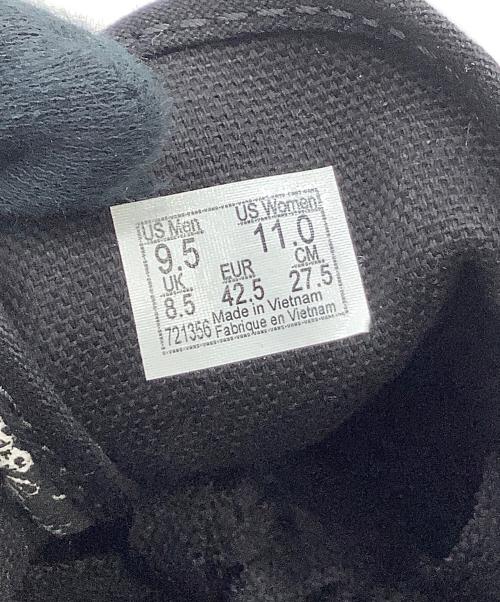 US Men US Women
9.5 11.0
UK EUR CM
8.5 42.5 27.5
721356 Made in Vietnam
Fabrique en Vietnam